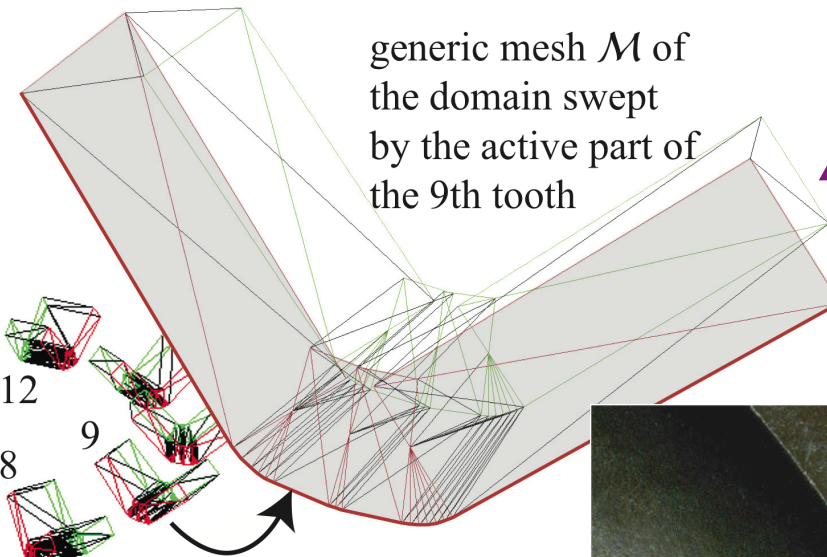 generic mesh M of
the domain swept
by the active part of
the 9th tooth
12
9
8